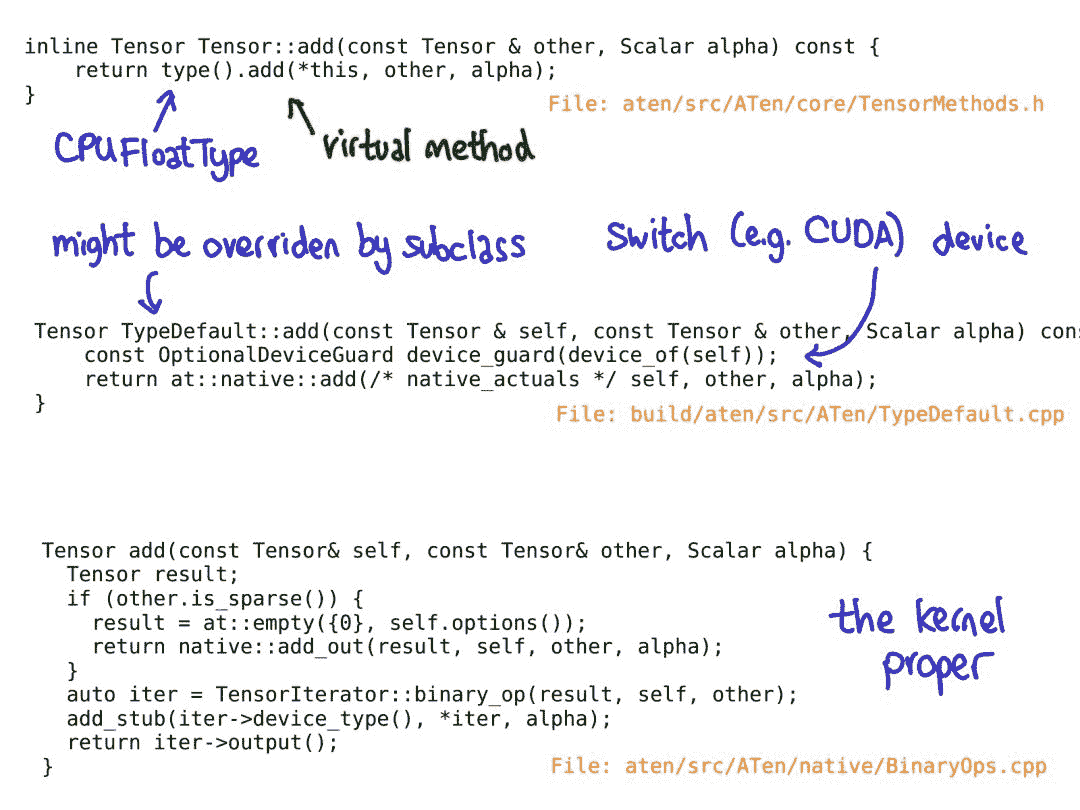 inline Tensor Tensor::add(const Tensor & other, Scalar alpha) const {
    return type().add(*this, other, alpha);
}
File: aten/src/ATen/core/TensorMethods.h
CPUFloatType
virtual method
might be overriden by subclass
switch (e.g. CUDA) device
Tensor TypeDefault::add(const Tensor & self, const Tensor & other, Scalar alpha) cons
    const OptionalDeviceGuard device_guard(device_of(self));
    return at::native::add(/* native_actuals */ self, other, alpha);
}
File: build/aten/src/ATen/TypeDefault.cpp
Tensor add(const Tensor& self, const Tensor& other, Scalar alpha) {
  Tensor result;
  if (other.is_sparse()) {
    result = at::empty({0}, self.options());
    return native::add_out(result, self, other, alpha);
  }
  auto iter = TensorIterator::binary_op(result, self, other);
  add_stub(iter->device_type(), *iter, alpha);
  return iter->output();
}
the kernel
proper
File: aten/src/ATen/native/BinaryOps.cpp